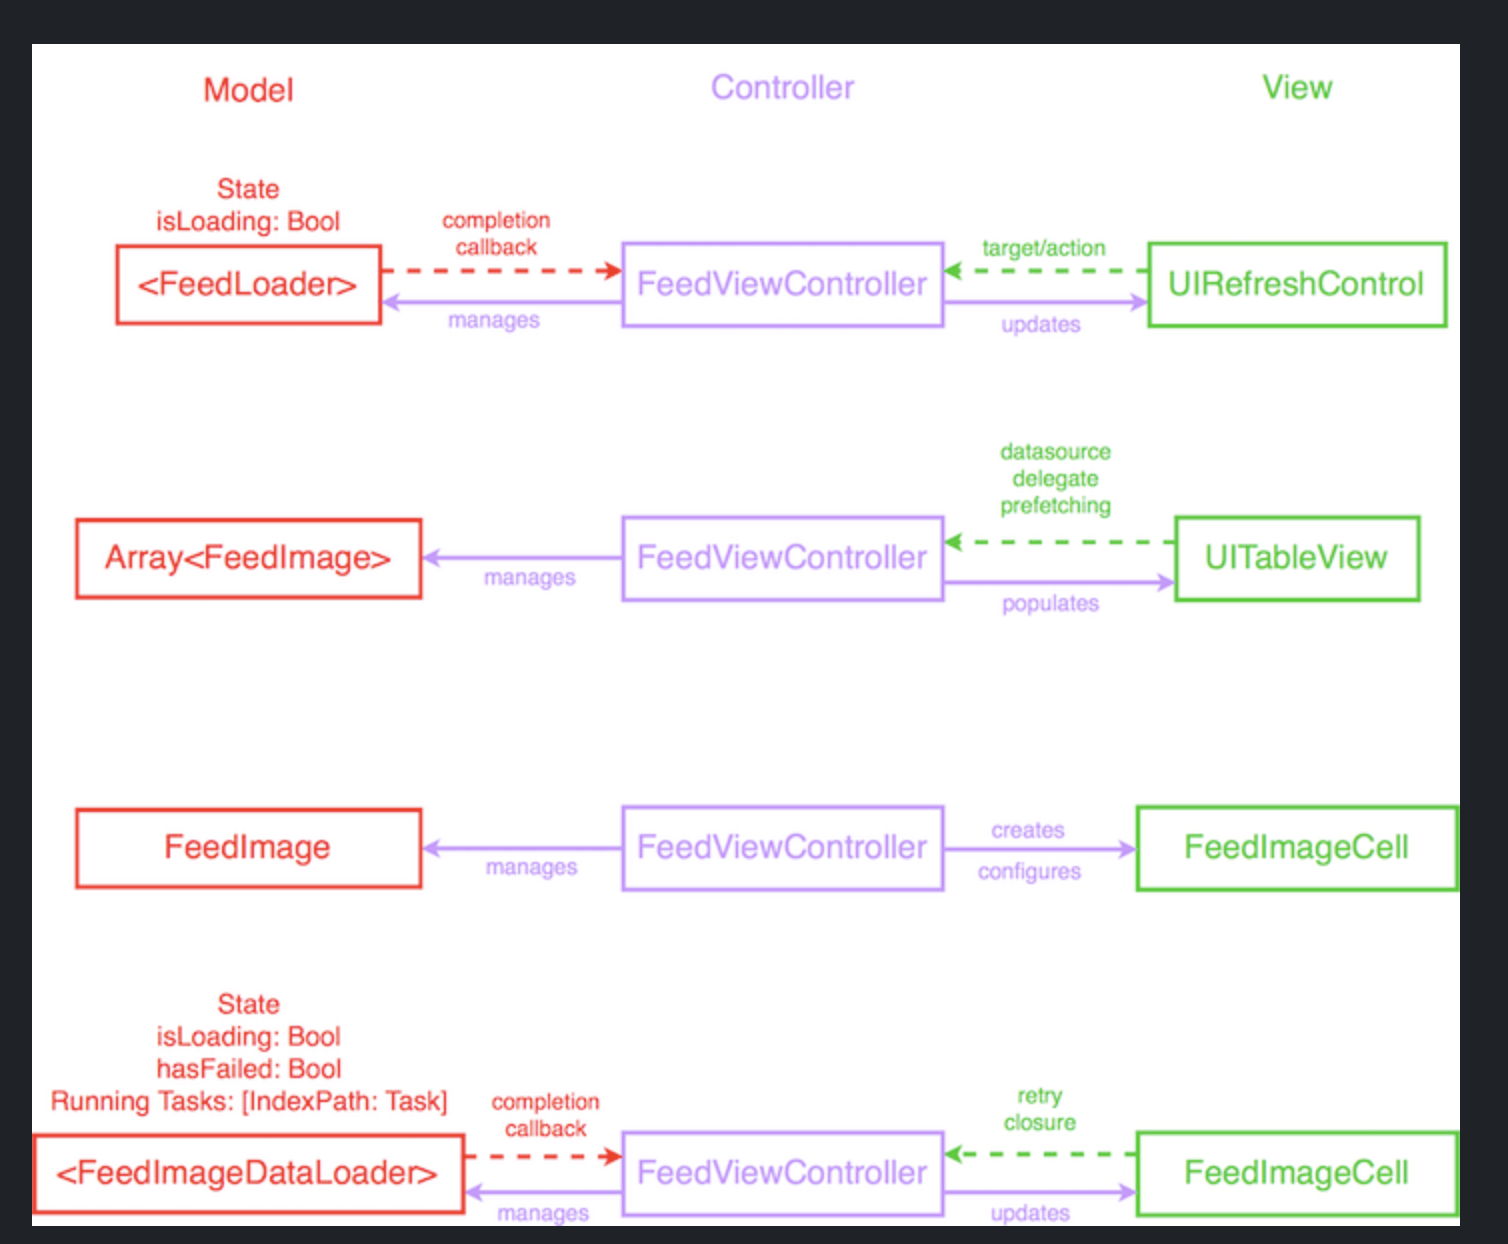 Model
Controller
View
State
isLoading: Bool
<FeedLoader>
completion
callback
manages
FeedViewController
target/action
updates
UIRefreshControl
Array<FeedImage>
manages
FeedViewController
datasource
delegate
prefetching
populates
UITableView
FeedImage
manages
FeedViewController
creates
configures
FeedImageCell
State
isLoading: Bool
hasFailed: Bool
Running Tasks: [IndexPath: Task]
<FeedImageDataLoader>
completion
callback
manages
FeedViewController
retry
closure
updates
FeedImageCell